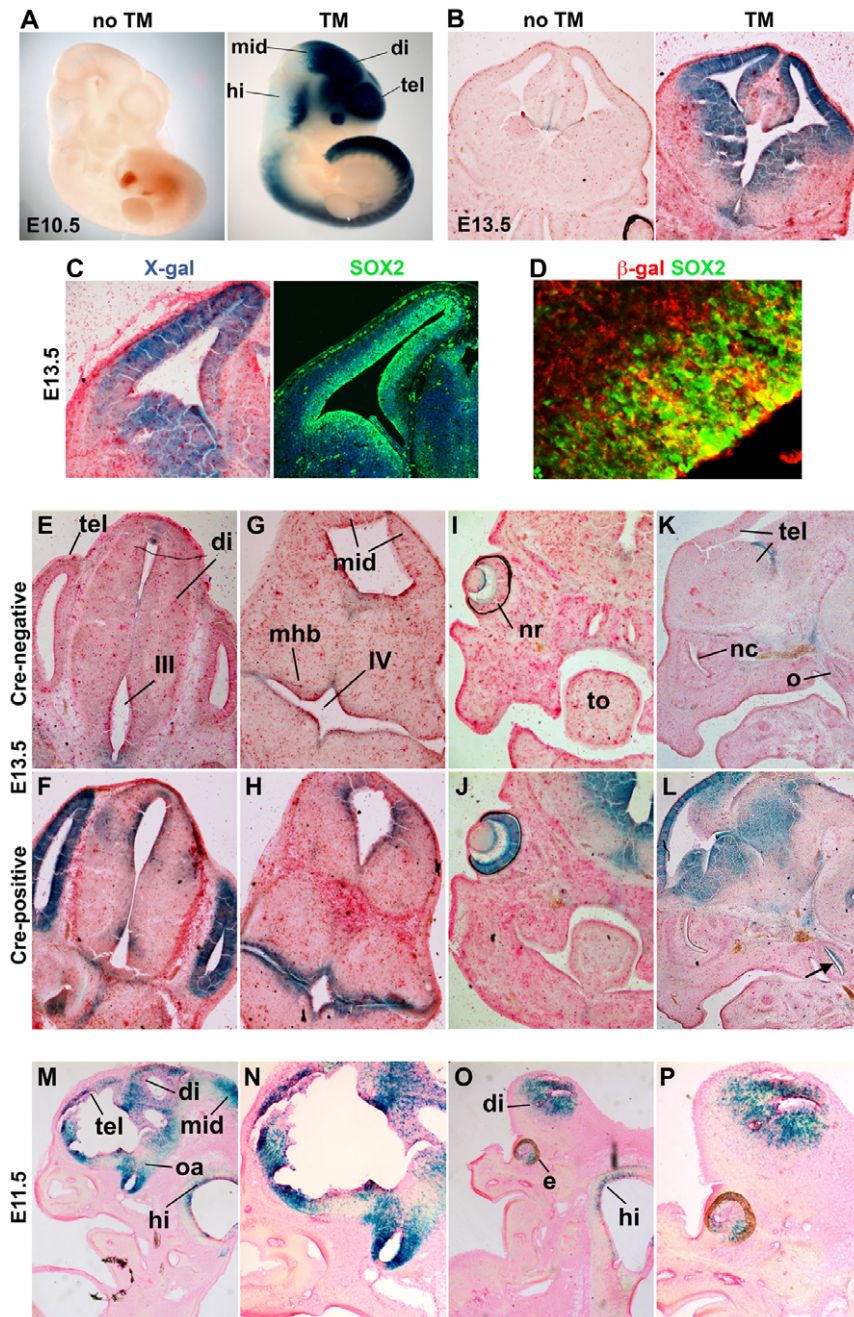 A no TM TM
mid
di
hi
tel
E10.5
B no TM TM
E13.5
C X-gal SOX2
E13.5
D β-gal SOX2
E13.5
Cre-negative
E tel
di
III
G
mid
mhb
IV
I
nr
to
K
tel
nc
o
Cre-positive
F
H
J
L
E11.5
M
di
tel
mid
oa
hi
N
O
di
e
hi
P